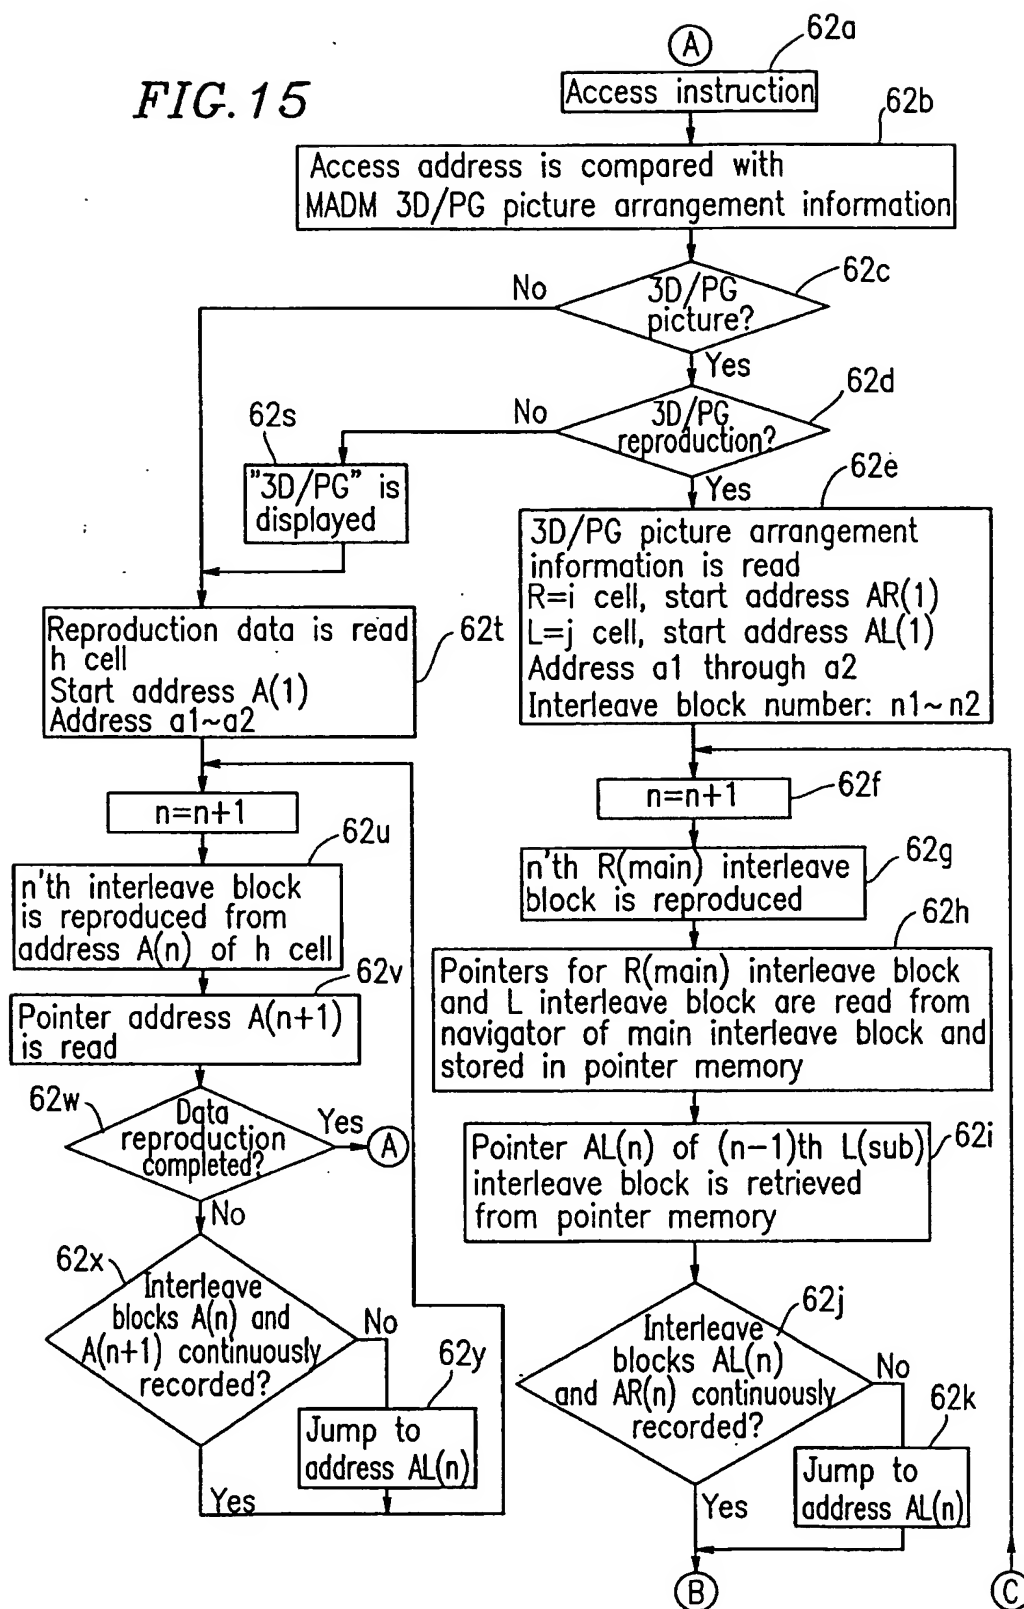 FIG. 15
A
62a
Access instruction
62b
Access address is compared with
MADM 3D/PG picture arrangement information
62c
3D/PG
picture?
No
Yes
62d
3D/PG
reproduction?
No
Yes
62s
"3D/PG" is
displayed
62e
3D/PG picture arrangement
information is read
R=i cell, start address AR(1)
L=j cell, start address AL(1)
Address a1 through a2
Interleave block number: n1~n2
Reproduction data is read
h cell
Start address A(1)
Address a1~a2
62t
n=n+1
62u
n'th interleave block
is reproduced from
address A(n) of h cell
62v
Pointer address A(n+1)
is read
62w
Data
reproduction
completed?
Yes
A
No
62x
Interleave
blocks A(n) and
A(n+1) continuously
recorded?
No
62y
Jump to
address AL(n)
Yes
n=n+1
62f
n'th R(main) interleave
block is reproduced
62g
62h
Pointers for R(main) interleave block
and L interleave block are read from
navigator of main interleave block and
stored in pointer memory
Pointer AL(n) of (n-1)th L(sub)
interleave block is retrieved
from pointer memory
62i
62j
Interleave
blocks AL(n)
and AR(n) continuously
recorded?
No
62k
Jump to
address AL(n)
Yes
B
C